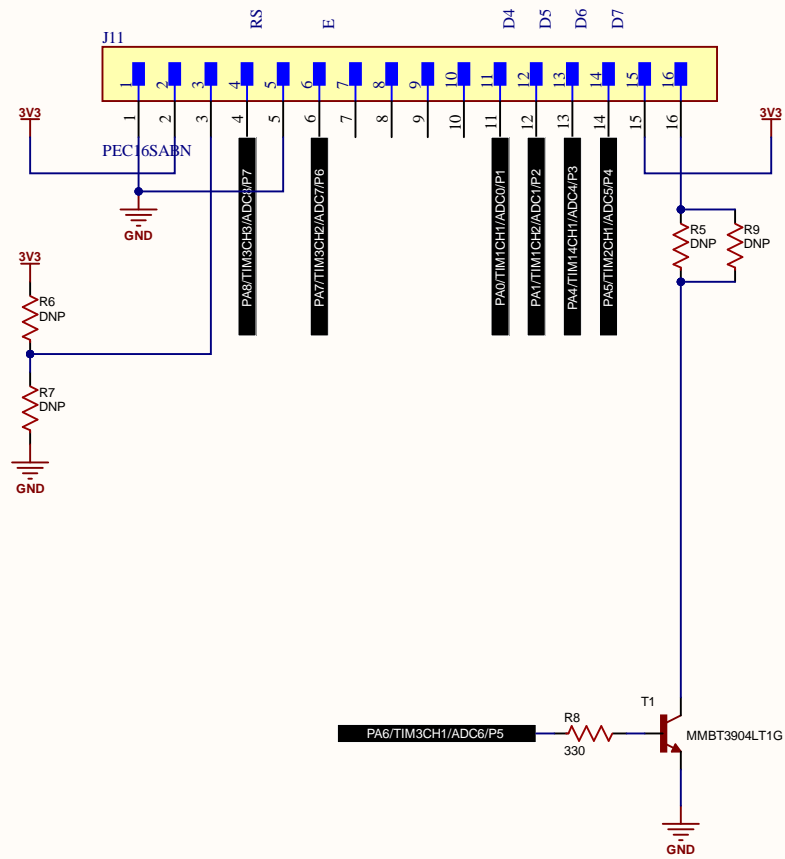 RS
E
D4
D5
D6
D7
J11
1
2
3
4
5
6
7
8
9
10
11
12
13
14
15
16
3V3
1
2
3
4
5
6
7
8
9
10
11
12
13
14
15
16
3V3
PEC16SABN
GND
PA8/TIM3CH3/ADC8/P7
PA7/TIM3CH2/ADC7/P6
PA0/TIM1CH1/ADC0/P1
PA1/TIM1CH2/ADC1/P2
PA4/TIM14CH1/ADC4/P3
PA5/TIM2CH1/ADC5/P4
R5
DNP
R9
DNP
3V3
R6
DNP
R7
DNP
GND
T1
PA6/TIM3CH1/ADC6/P5
R8
330
MMBT3904LT1G
GND